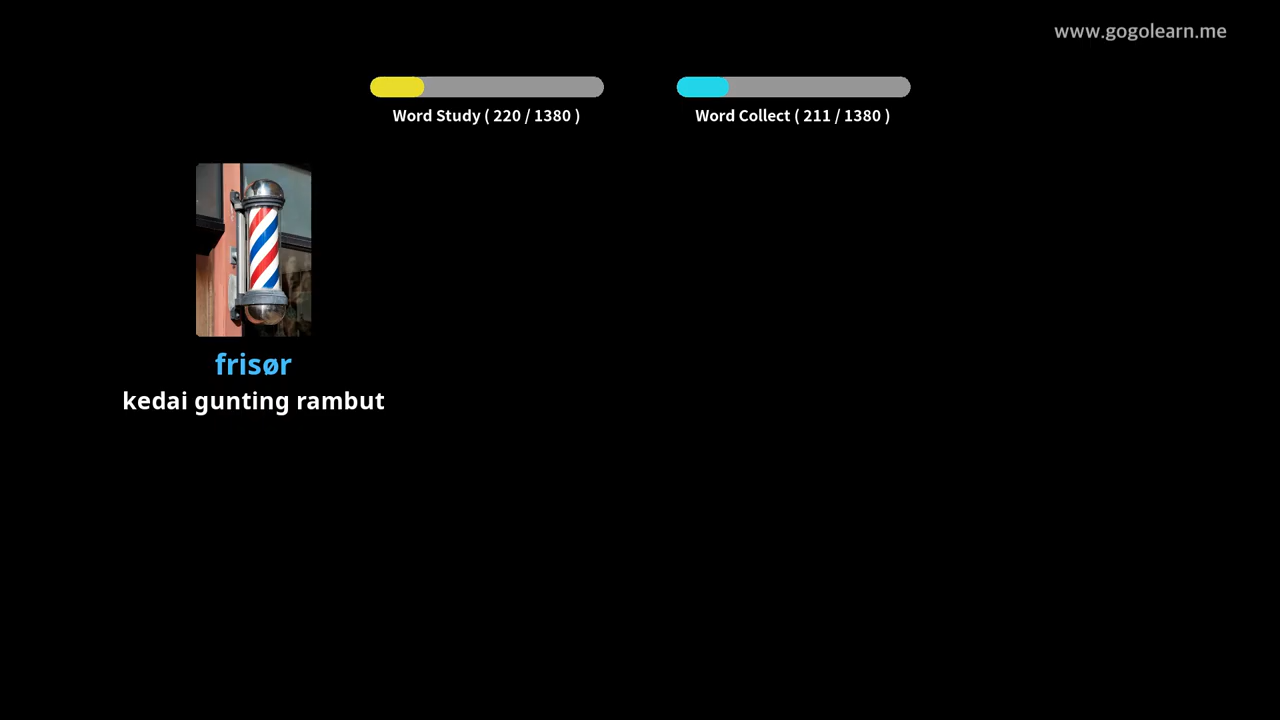 www.gogolearn.me
Word Study ( 220 / 1380 )
Word Collect ( 211 / 1380 )
frisør
kedai gunting rambut